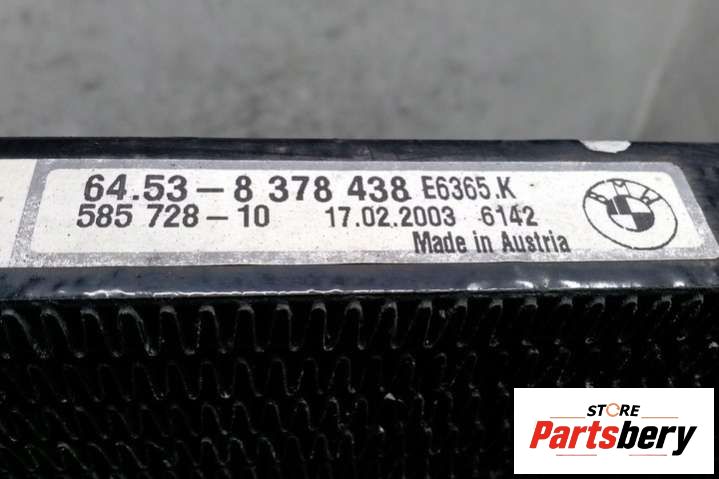 64.53-8 378 438 E6365.K
585 728-10 17.02.2003 6142
Made in Austria
STORE
Partsbery